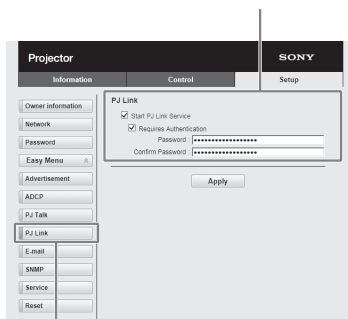 Projector SONY
Information Control Setup
Owner information
Network
Password
Easy Menu
Advertisement
ADCP
PJ Talk
PJ Link
E-mail
SNMP
Service
Reset
PJ Link
Start PJ Link Service
Requires Authentication
Password : ••••••••••••••••••
Confirm Password : ••••••••••••••••••
Apply